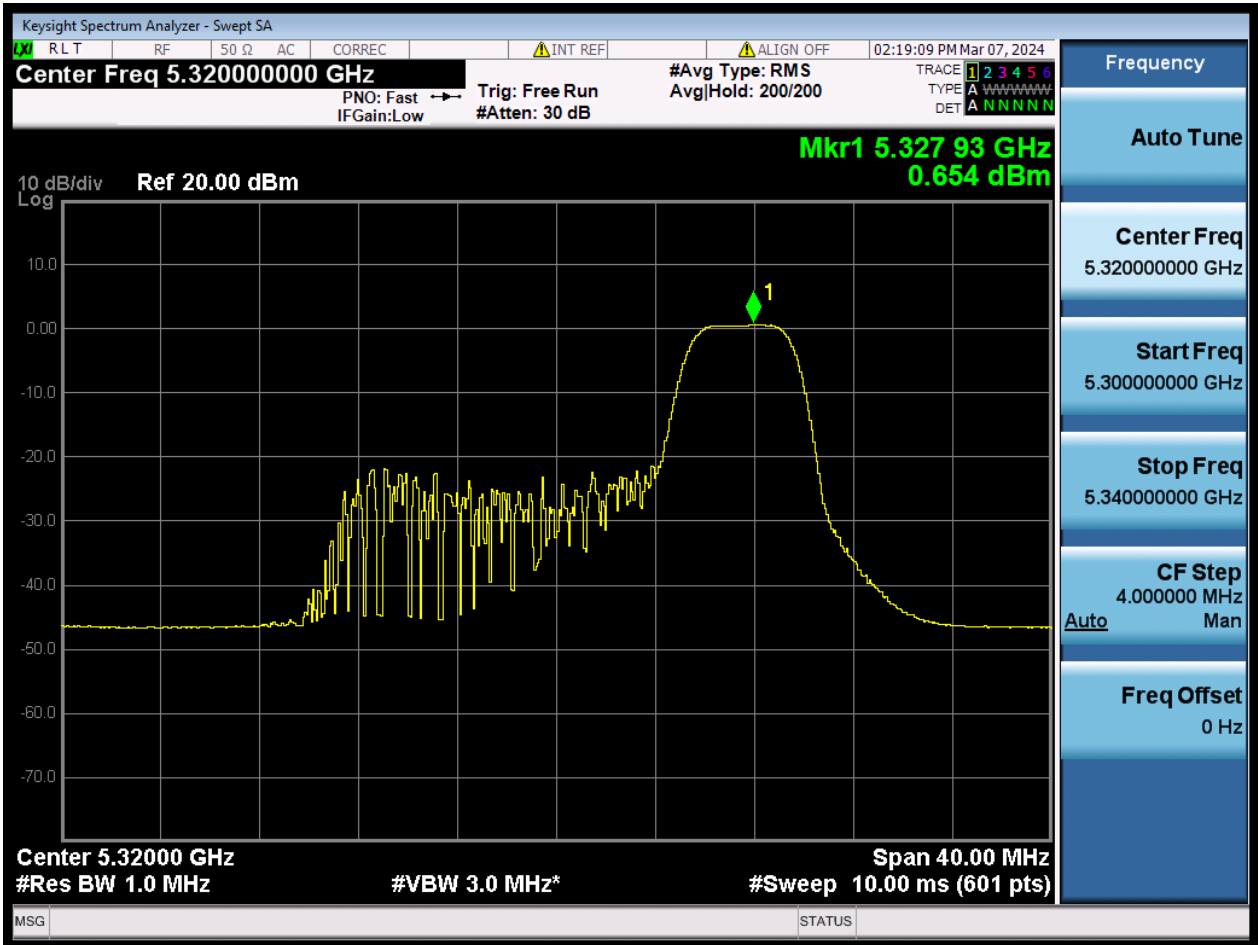 Keysight Spectrum Analyzer - Swept SA
LXI RLT RF 50 Ω AC CORREC INT REF ALIGN OFF 02:19:09 PM Mar 07, 2024
Center Freq 5.320000000 GHz
PNO: Fast
IFGain:Low
Trig: Free Run
#Atten: 30 dB
#Avg Type: RMS
Avg|Hold: 200/200
TRACE 1 2 3 4 5 6
TYPE A WWWWW
DET A N N N N N
Mkr1 5.327 93 GHz
0.654 dBm
10 dB/div Ref 20.00 dBm
Log
10.0
1
0.00
-10.0
-20.0
-30.0
-40.0
-50.0
-60.0
-70.0
Center 5.32000 GHz Span 40.00 MHz
#Res BW 1.0 MHz #VBW 3.0 MHz* #Sweep 10.00 ms (601 pts)
MSG STATUS
Frequency
Auto Tune
Center Freq
5.320000000 GHz
Start Freq
5.300000000 GHz
Stop Freq
5.340000000 GHz
CF Step
4.000000 MHz
Auto Man
Freq Offset
0 Hz